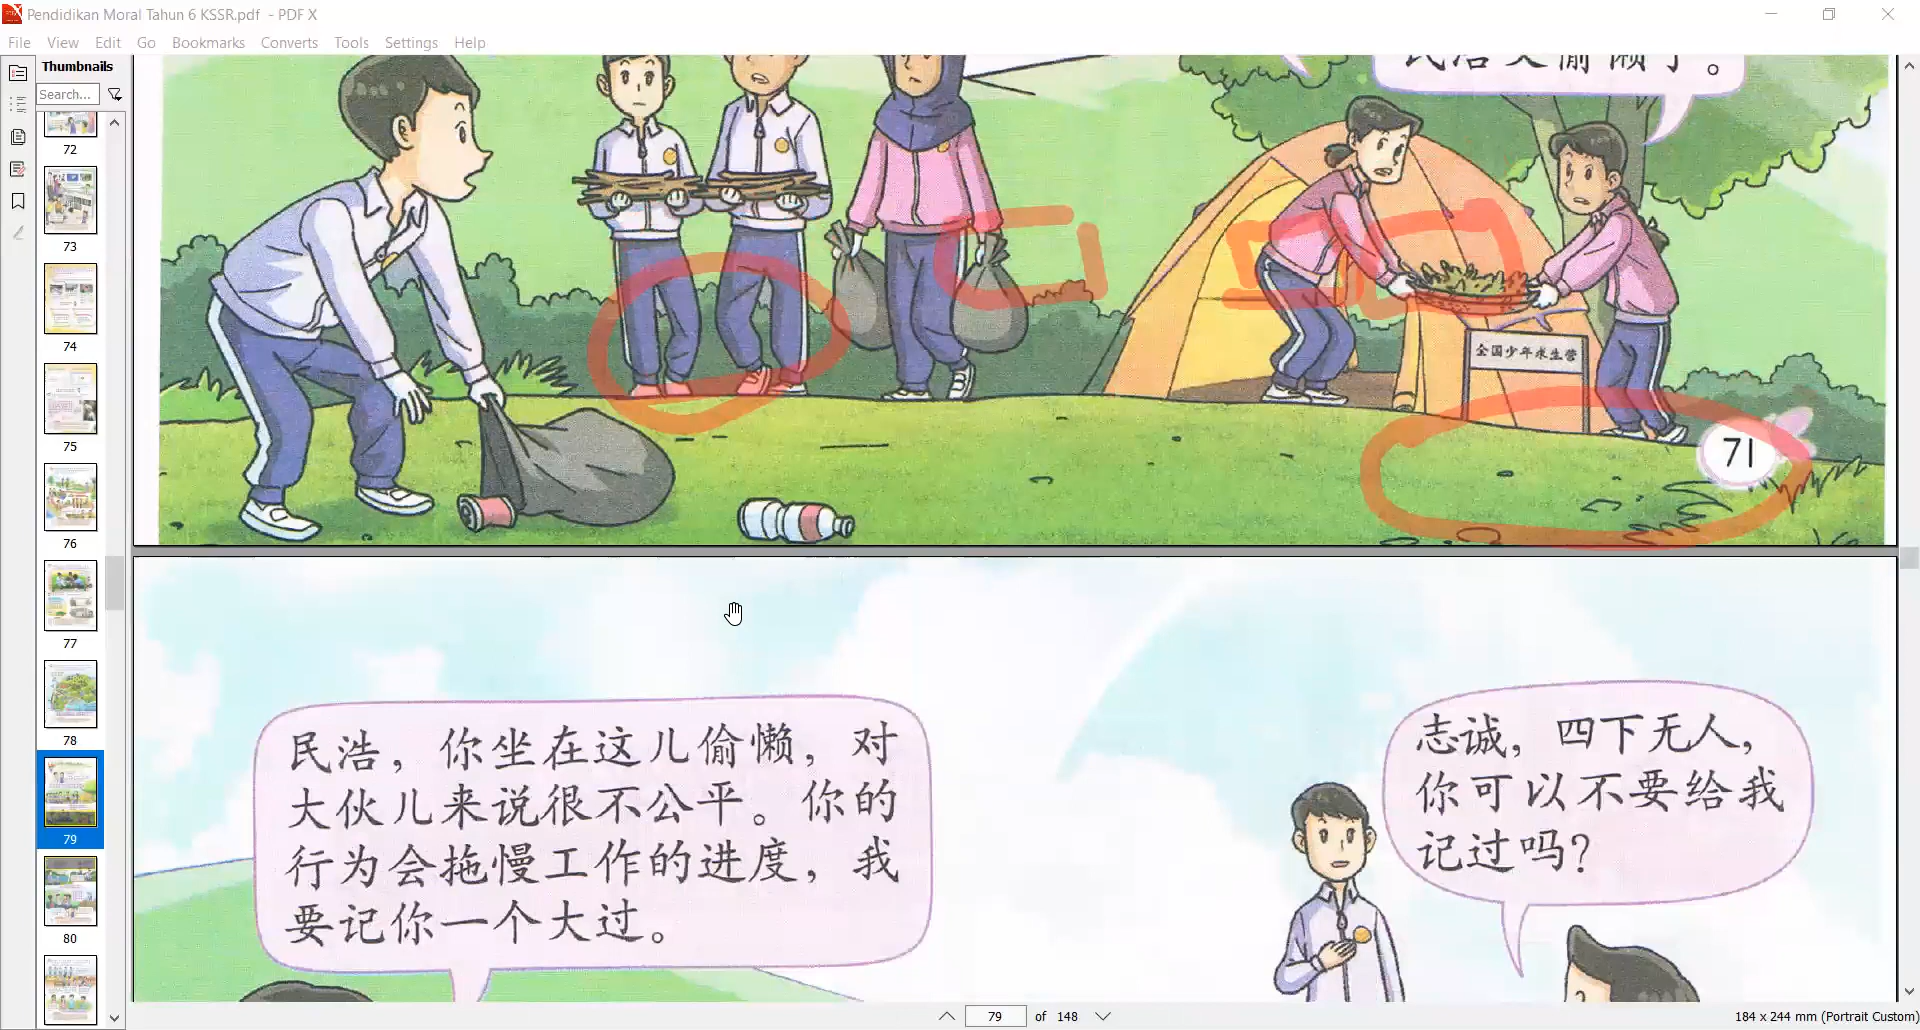 Pendidikan Moral Tahun 6 KSSR.pdf - PDF X
File View Edit Go Bookmarks Converts Tools Settings Help
Thumbnails
Search...
72
73
74
75
76
77
78
79
80
偷懒了。
全国少年求生营
71
民浩，你坐在这儿偷懒，对
大伙儿来说很不公平。你的
行为会拖慢工作的进度，我
要记你一个大过。
志诚，四下无人，
你可以不要给我
记过吗？
79 of 148
184 x 244 mm (Portrait Custom)